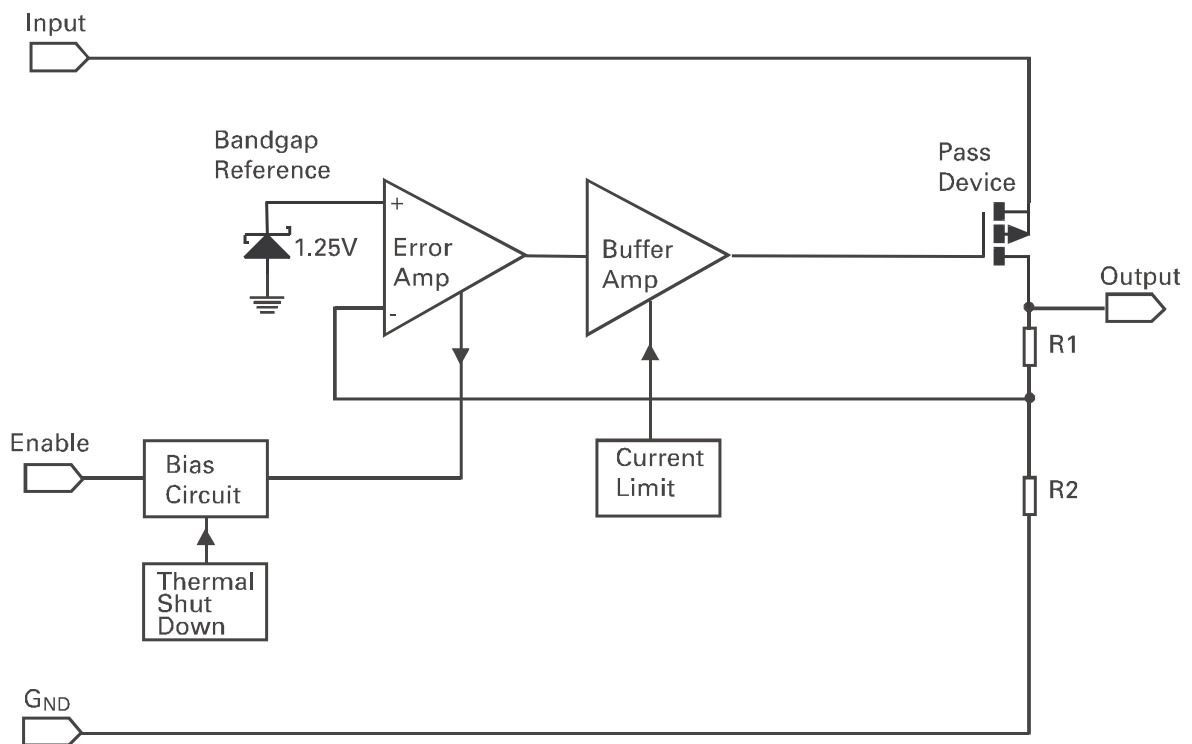 Input
Bandgap
Reference
Pass
Device
+
1.25V
Error
Amp
Buffer
Amp
-
Output
R1
Enable
Bias
Circuit
Current
Limit
R2
Thermal
Shut
Down
GND